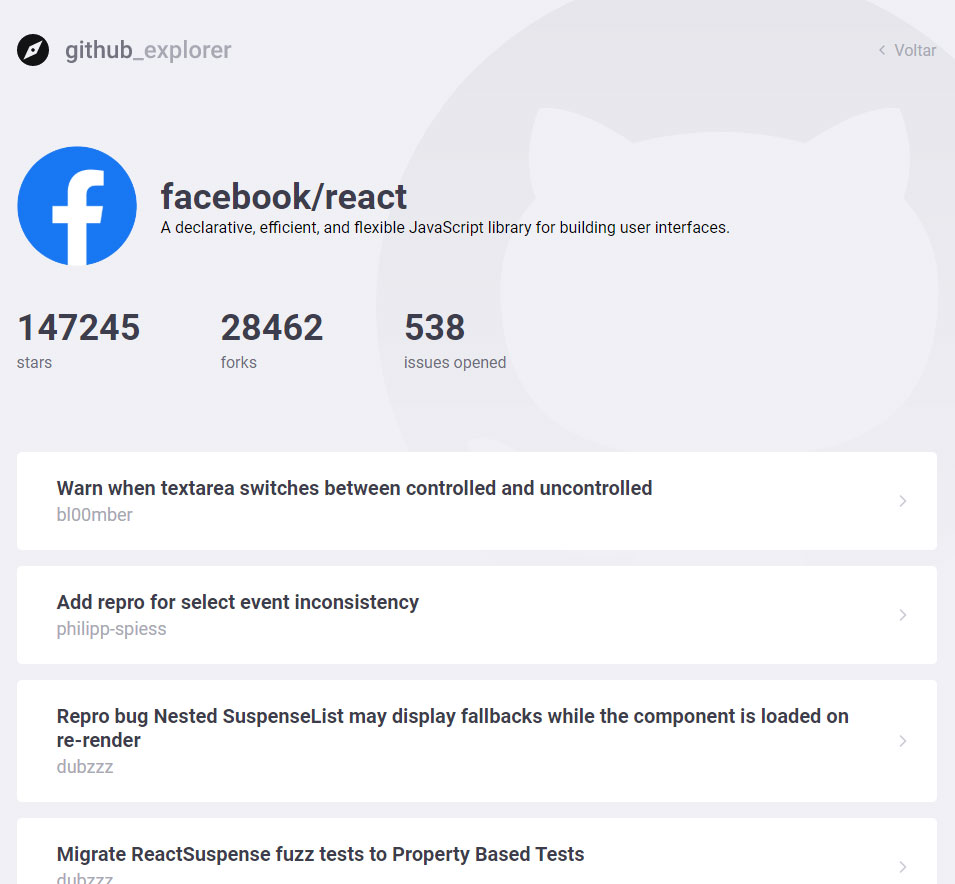 github_explorer
Voltar
facebook/react
A declarative, efficient, and flexible JavaScript library for building user interfaces.
147245 28462 538
stars forks issues opened
Warn when textarea switches between controlled and uncontrolled
bl00mber
Add repro for select event inconsistency
philipp-spiess
Repro bug Nested SuspenseList may display fallbacks while the component is loaded on
re-render
dubzzz
Migrate ReactSuspense fuzz tests to Property Based Tests
dubzzz